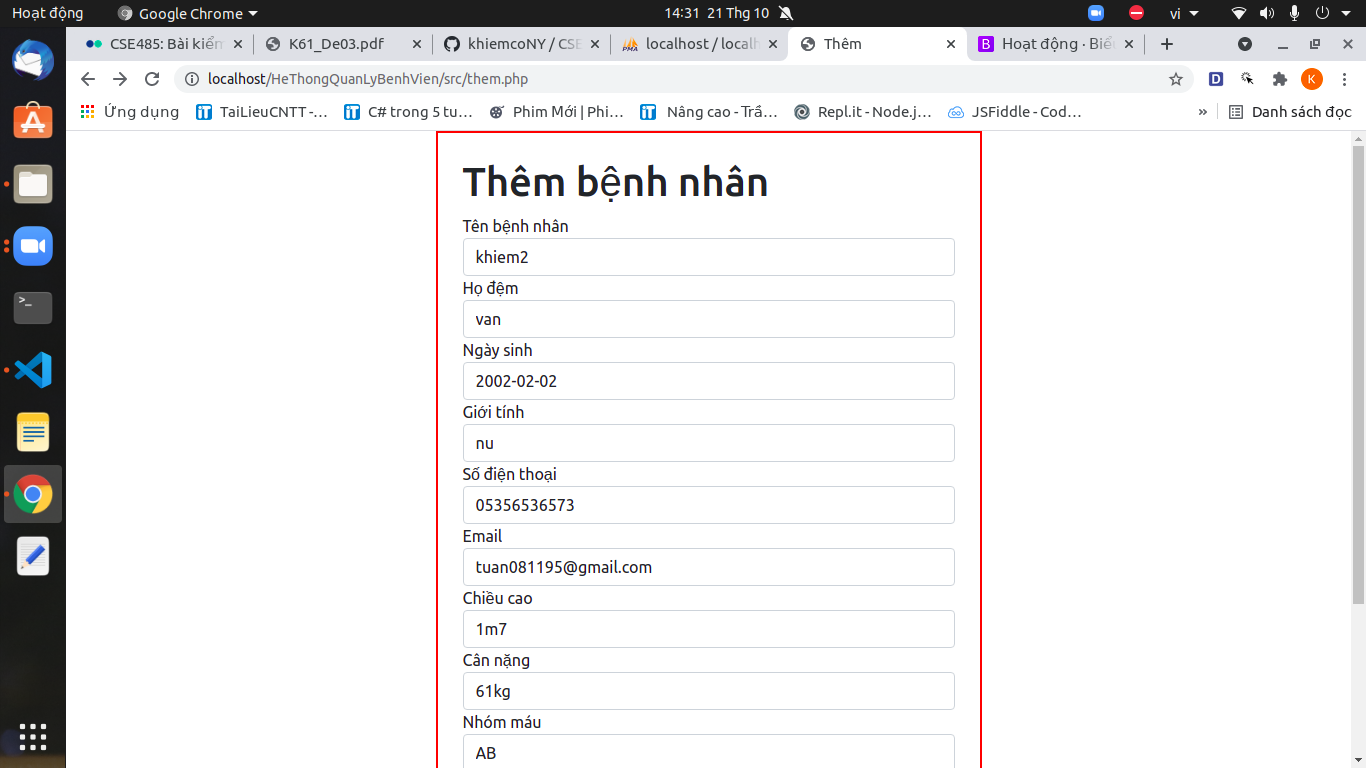 Hoạt động
Google Chrome
14:31 21 Thg 10
vi
CSE485: Bài kiểm
K61_De03.pdf
khiemcoNY / CSE
localhost / localh
Thêm
Hoạt động · Biể
localhost/HeThongQuanLyBenhVien/src/them.php
K
Ứng dụng
TaiLieuCNTT -…
C# trong 5 tu…
Phim Mới | Phi…
Nâng cao - Trầ…
Repl.it - Node.j…
JSFiddle - Cod…
»
Danh sách đọc
Thêm bệnh nhân
Tên bệnh nhân
khiem2
Họ đệm
van
Ngày sinh
2002-02-02
Giới tính
nu
Số điện thoại
05356536573
Email
tuan081195@gmail.com
Chiều cao
1m7
Cân nặng
61kg
Nhóm máu
AB